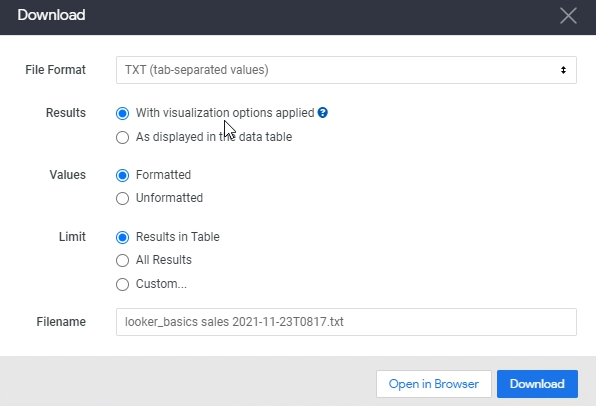 Download
File Format TXT (tab-separated values)
Results With visualization options applied ?
As displayed in the data table
Values Formatted
Unformatted
Limit Results in Table
All Results
Custom...
Filename looker_basics sales 2021-11-23T0817.txt
Open in Browser Download